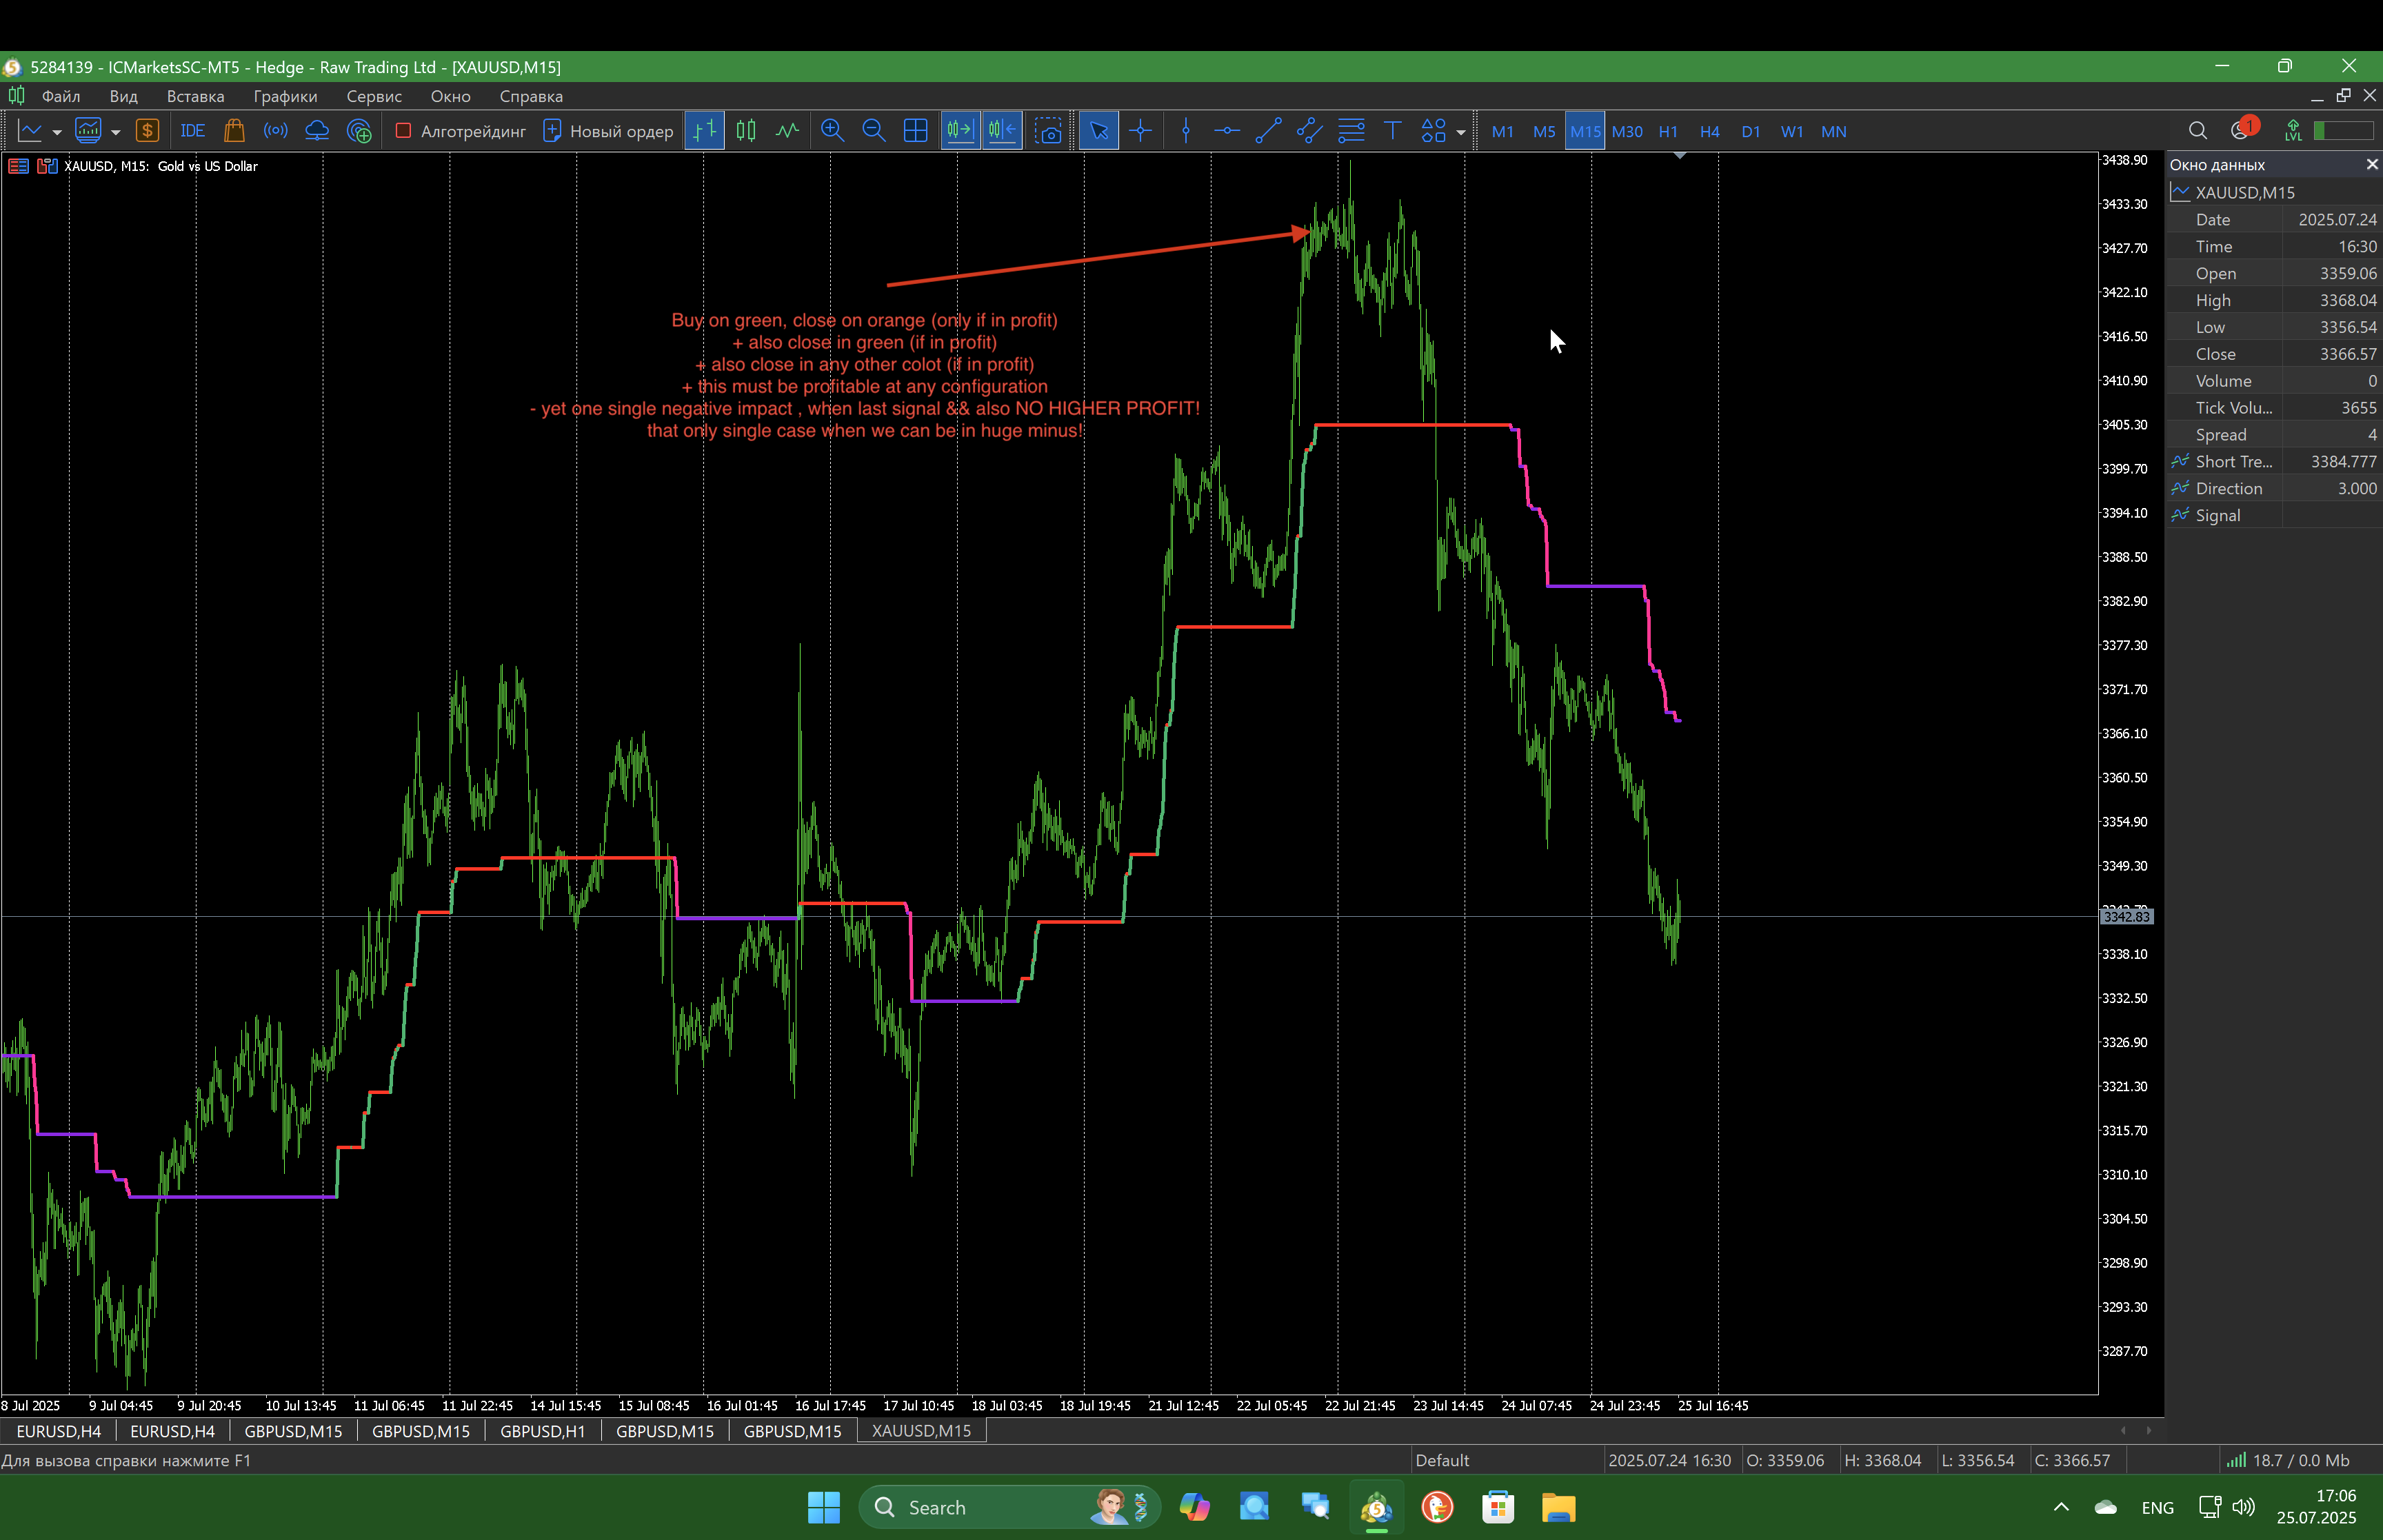 5284139 - ICMarketsSC-MT5 - Hedge - Raw Trading Ltd - [XAUUSD,M15]
Файл Вид Вставка Графики Сервис Окно Справка
IDE Алготрейдинг Новый ордер M1 M5 M15 M30 H1 H4 D1 W1 MN 1 LVL
XAUUSD, M15: Gold vs US Dollar
Buy on green, close on orange (only if in profit)
+ also close in green (if in profit)
+ also close in any other colot (if in profit)
+ this must be profitable at any configuration
- yet one single negative impact , when last signal && also NO HIGHER PROFIT!
that only single case when we can be in huge minus!
3438.90
3433.30
3427.70
3422.10
3416.50
3410.90
3405.30
3399.70
3394.10
3388.50
3382.90
3377.30
3371.70
3366.10
3360.50
3354.90
3349.30
3342.83
3338.10
3332.50
3326.90
3321.30
3315.70
3310.10
3304.50
3298.90
3293.30
3287.70
Окно данных
XAUUSD,M15
Date 2025.07.24
Time 16:30
Open 3359.06
High 3368.04
Low 3356.54
Close 3366.57
Volume 0
Tick Volu... 3655
Spread 4
Short Tre... 3384.777
Direction 3.000
Signal
8 Jul 2025 9 Jul 04:45 9 Jul 20:45 10 Jul 13:45 11 Jul 06:45 11 Jul 22:45 14 Jul 15:45 15 Jul 08:45 16 Jul 01:45 16 Jul 17:45 17 Jul 10:45 18 Jul 03:45 18 Jul 19:45 21 Jul 12:45 22 Jul 05:45 22 Jul 21:45 23 Jul 14:45 24 Jul 07:45 24 Jul 23:45 25 Jul 16:45
EURUSD,H4 EURUSD,H4 GBPUSD,M15 GBPUSD,M15 GBPUSD,H1 GBPUSD,M15 GBPUSD,M15 XAUUSD,M15
Для вызова справки нажмите F1 Default 2025.07.24 16:30 O: 3359.06 H: 3368.04 L: 3356.54 C: 3366.57 18.7 / 0.0 Mb
Search ENG 17:06
25.07.2025